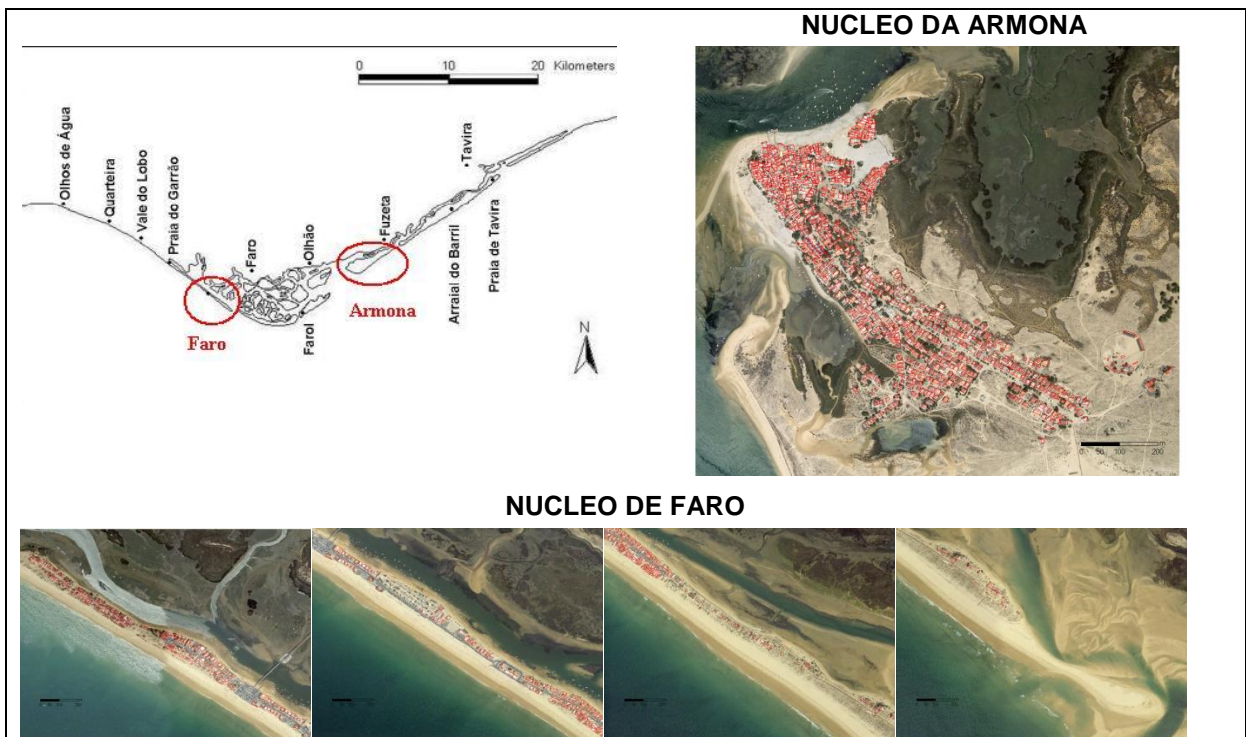 NUCLEO DA ARMONA
0 10 20 Kilometers
Olhos de Água
Quarteira
Vale do Lobo
Praia do Garrão
Faro
Olhão
Farol
Fuzeta
Arraial do Barril
Tavira
Praia de Tavira
Faro
Armona
N
0 50 100 200 m
NUCLEO DE FARO